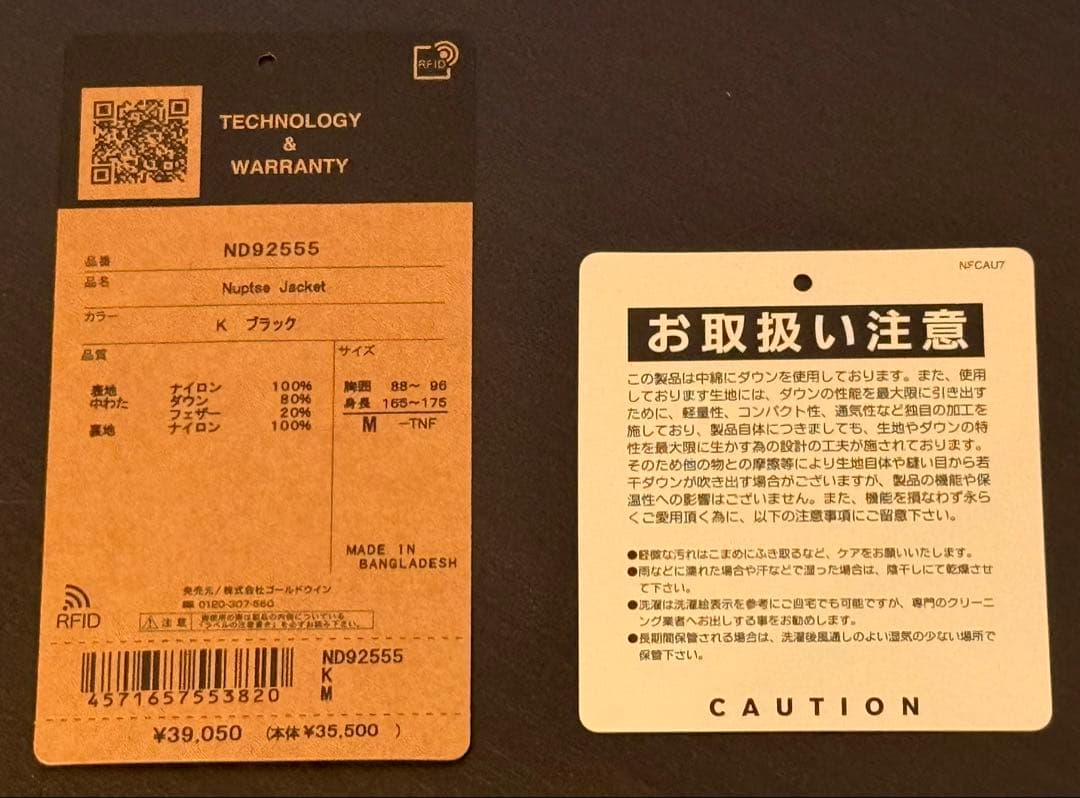 RFID
TECHNOLOGY
&
WARRANTY
品番 ND92555
品名 Nuptse Jacket
カラー K ブラック
品質
表地 ナイロン 100%
中わた ダウン 80%
フェザー 20%
裏地 ナイロン 100%
サイズ
胸囲 88～ 96
身長 165～175
M -TNF
MADE IN
BANGLADESH
発売元/株式会社ゴールドウイン
0120-307-560
RFID
注意
ND92555
K
M
4571657553820
¥39,050 (本体¥35,500 )
NFCAU7
お取扱い注意
この製品は中綿にダウンを使用しております。また、使用
しております生地には、ダウンの性能を最大限に引き出す
ために、軽量性、コンパクト性、通気性など独自の加工を
施しており、製品自体につきましても、生地やダウンの特
性を最大限に生かす為の設計の工夫が施されております。
そのため他の物との摩擦等により生地自体や縫い目から若
干ダウンが吹き出す場合がございますが、製品の機能や保
温性への影響はございません。また、機能を損なわず永ら
くご愛用頂く為に、以下の注意事項にご留意下さい。
●軽微な汚れはこまめにふき取るなど、ケアをお願いいたします。
●雨などに濡れた場合や汗などで湿った場合は、陰干しにて乾燥させ
て下さい。
●洗濯は洗濯絵表示を参考にご自宅でも可能ですが、専門のクリーニ
ング業者へお出しする事をお勧めします。
●長期間保管される場合は、洗濯後風通しのよい湿気の少ない場所で
保管下さい。
CAUTION